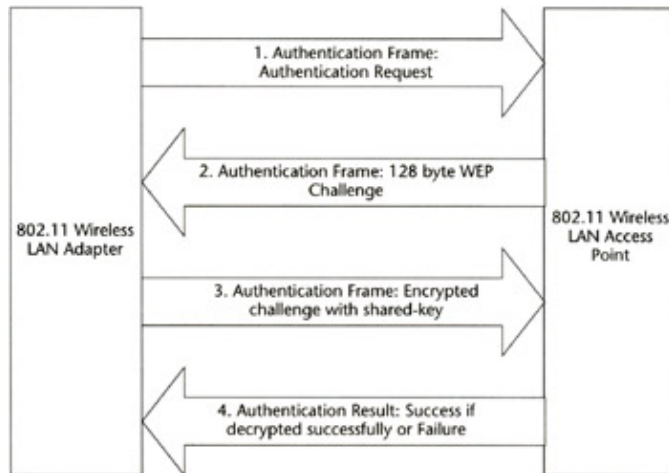 1. Authentication Frame:
Authentication Request
2. Authentication Frame: 128 byte WEP
Challenge
802.11 Wireless
LAN Adapter
802.11 Wireless
LAN Access
Point
3. Authentication Frame: Encrypted
challenge with shared-key
4. Authentication Result: Success if
decrypted successfully or Failure